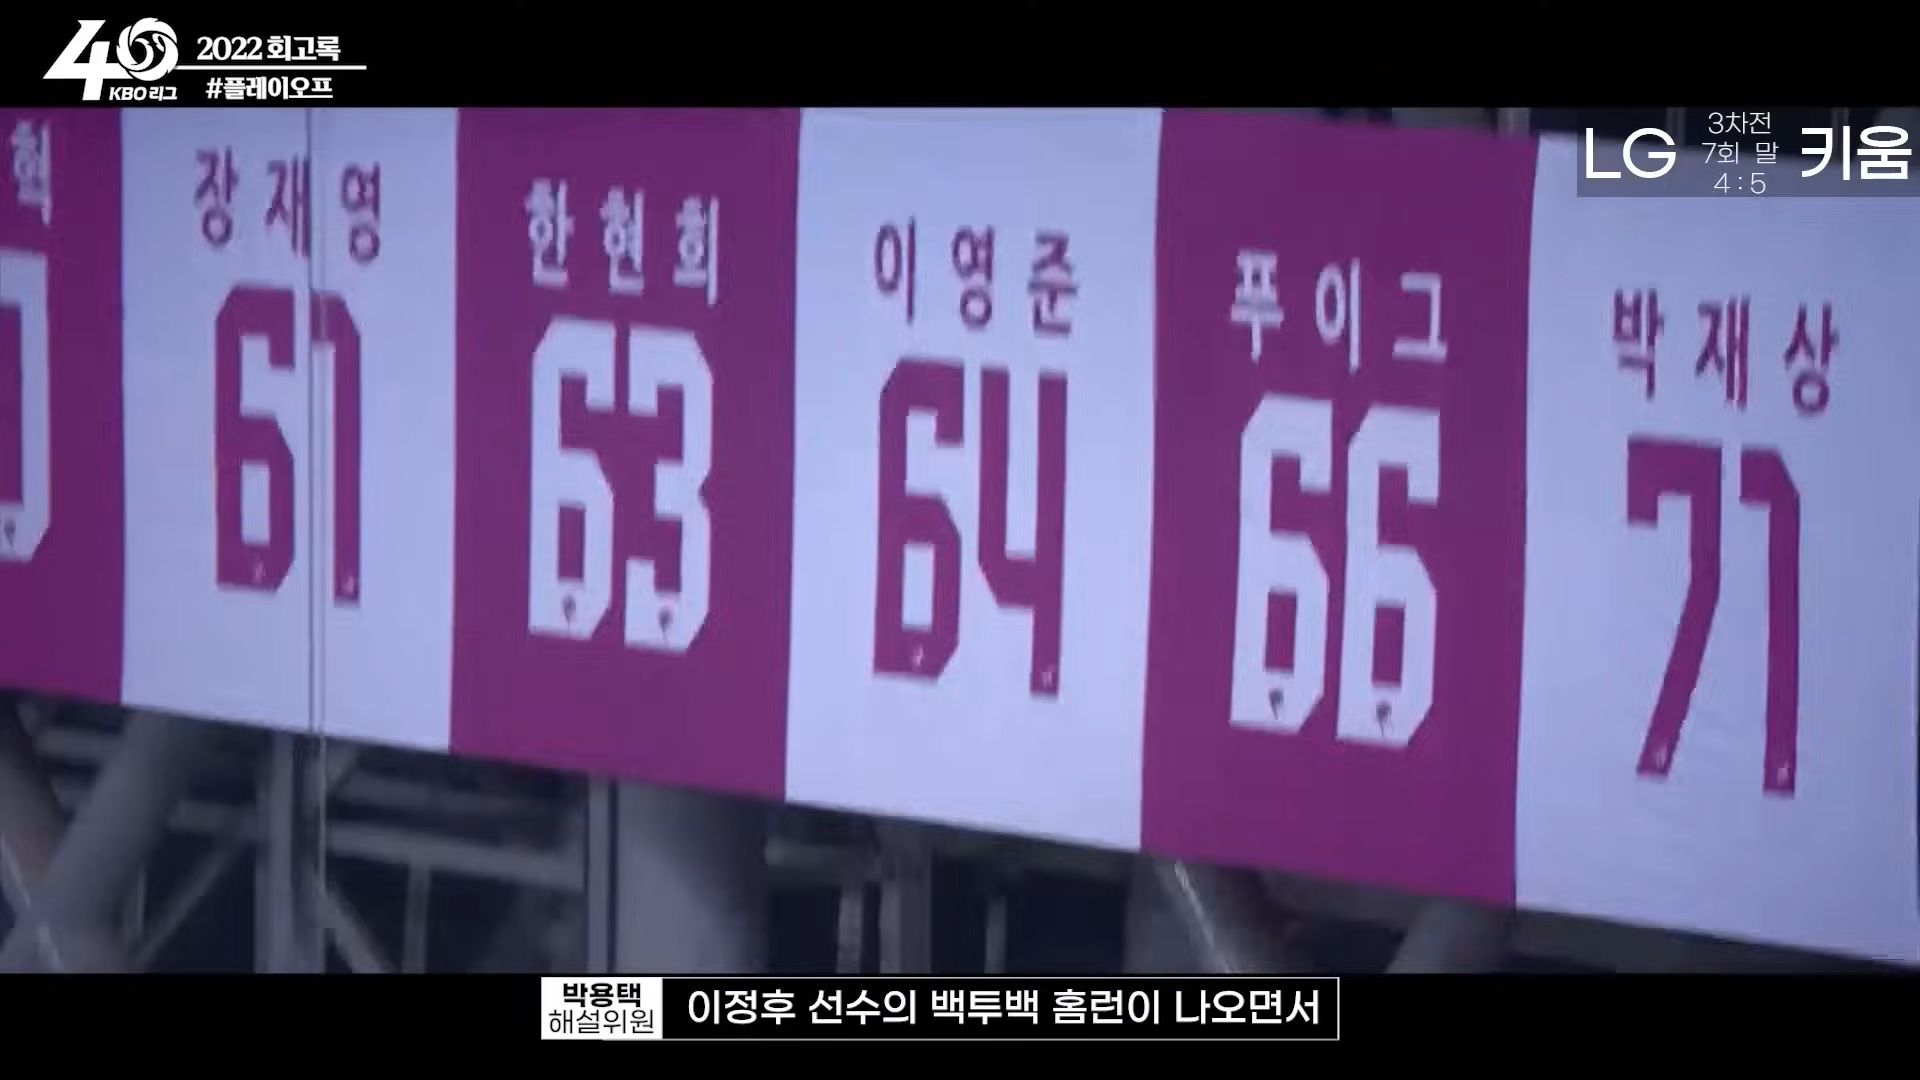 40
KBO 리그
2022 회고록
#플레이오프
LG
3차전
7회 말
4 : 5
키움
혁
0
장재영
61
한현희
63
이영준
64
푸이그
66
박재상
71
박용택
해설위원
이정후 선수의 백투백 홈런이 나오면서